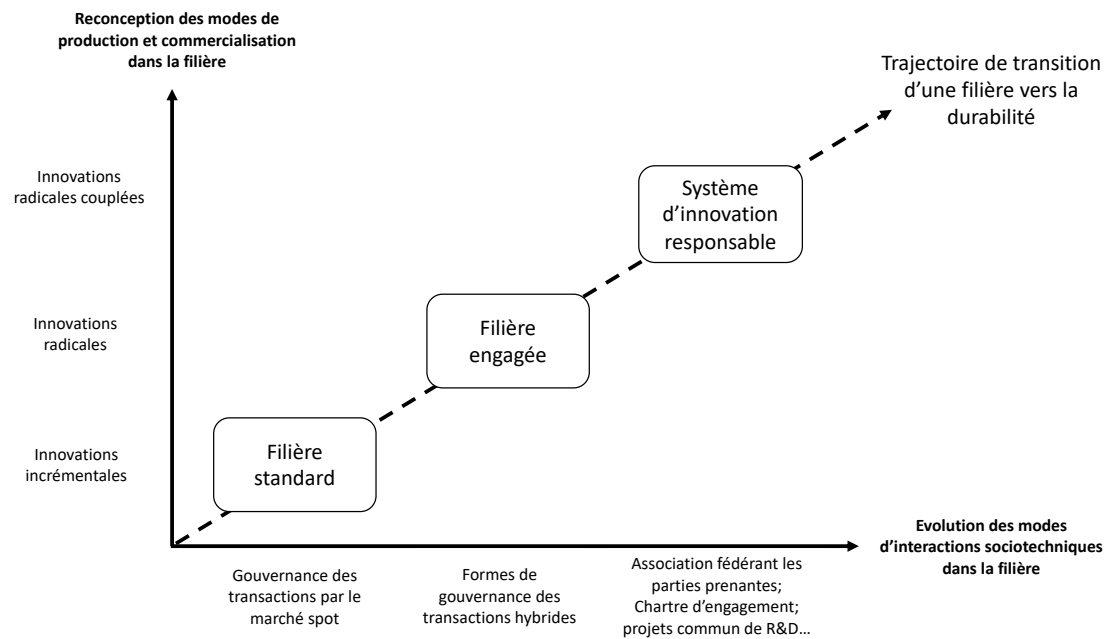 Reconception des modes de
production et commercialisation
dans la filière
Trajectoire de transition
d’une filière vers la
durabilité
Innovations
radicales couplées
Système
d’innovation
responsable
Innovations
radicales
Filière
engagée
Innovations
incrémentales
Filière
standard
Evolution des modes
d’interactions sociotechniques
dans la filière
Gouvernance des
transactions par le
marché spot
Formes de
gouvernance des
transactions hybrides
Association fédérant les
parties prenantes;
Chartre d’engagement;
projets commun de R&D…